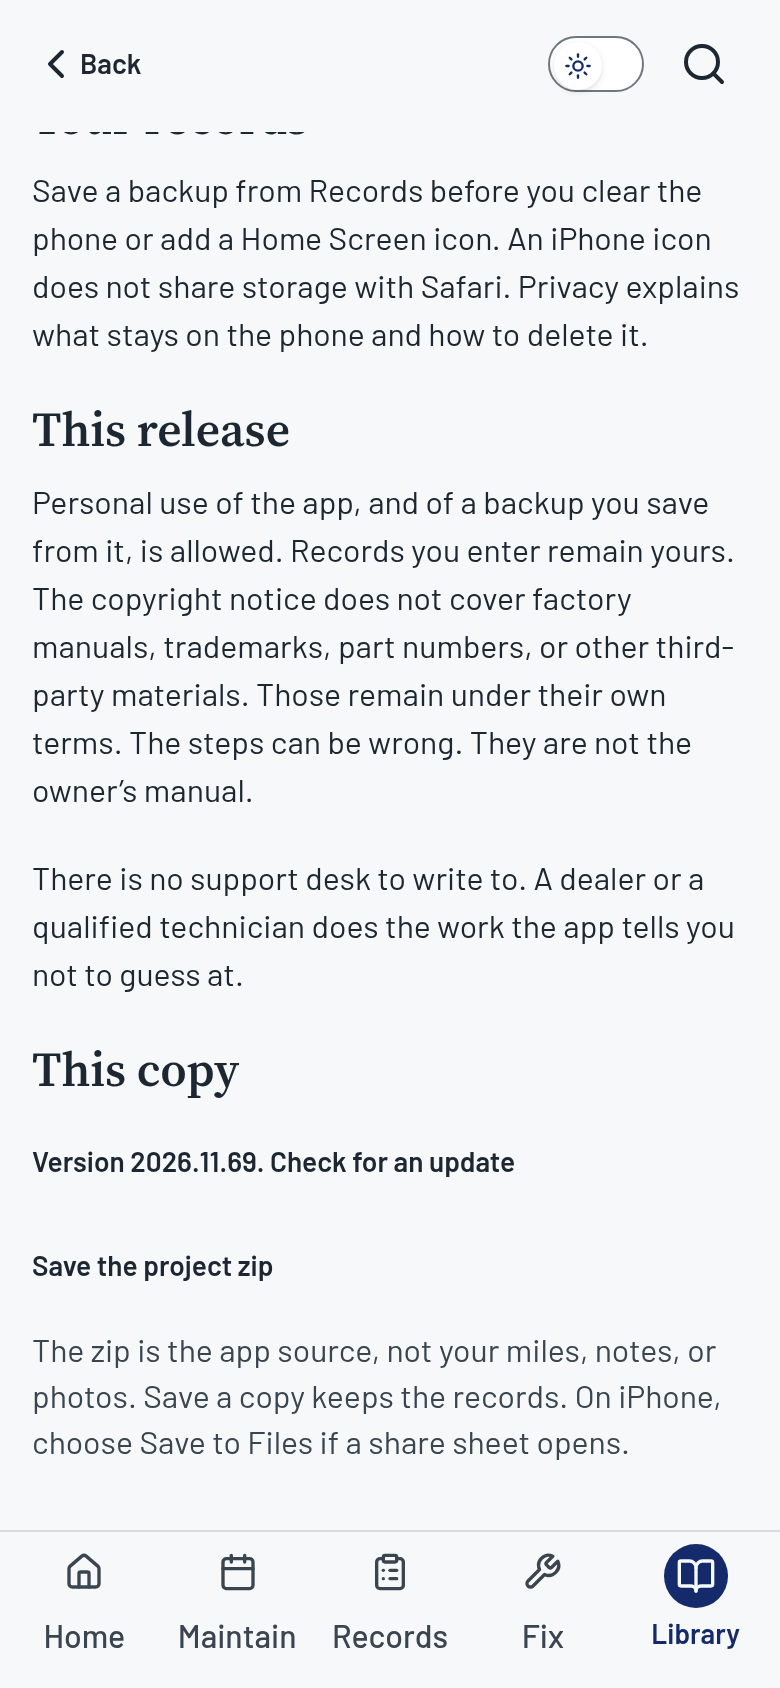 Back
Your records
Save a backup from Records before you clear the
phone or add a Home Screen icon. An iPhone icon
does not share storage with Safari. Privacy explains
what stays on the phone and how to delete it.
This release
Personal use of the app, and of a backup you save
from it, is allowed. Records you enter remain yours.
The copyright notice does not cover factory
manuals, trademarks, part numbers, or other third-
party materials. Those remain under their own
terms. The steps can be wrong. They are not the
owner’s manual.
There is no support desk to write to. A dealer or a
qualified technician does the work the app tells you
not to guess at.
This copy
Version 2026.11.69. Check for an update
Save the project zip
The zip is the app source, not your miles, notes, or
photos. Save a copy keeps the records. On iPhone,
choose Save to Files if a share sheet opens.
Home
Maintain
Records
Fix
Library